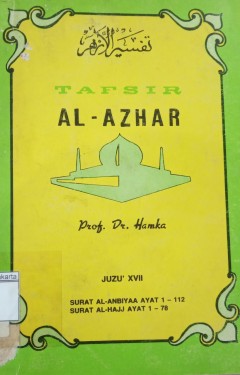 تفسير الأزهر
TAFSIR
AL-AZHAR
Prof. Dr. Hamka
JUZU' XVII
SURAT AL-ANBIYAA AYAT 1 - 112
SURAT AL-HAJJ AYAT 1 - 78
karta